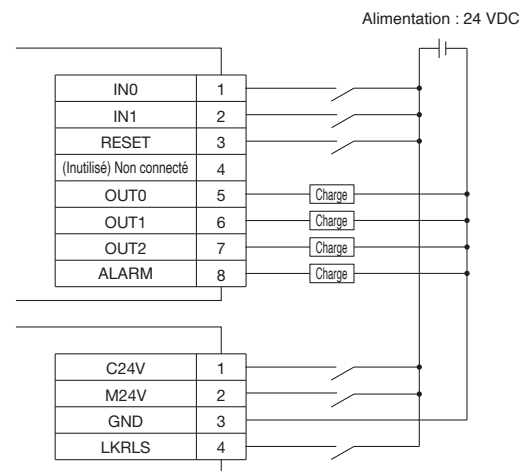 Alimentation : 24 VDC
IN0 1
IN1 2
RESET 3
(Inutilisé) Non connecté 4
OUT0 5 Charge
OUT1 6 Charge
OUT2 7 Charge
ALARM 8 Charge
C24V 1
M24V 2
GND 3
LKRLS 4